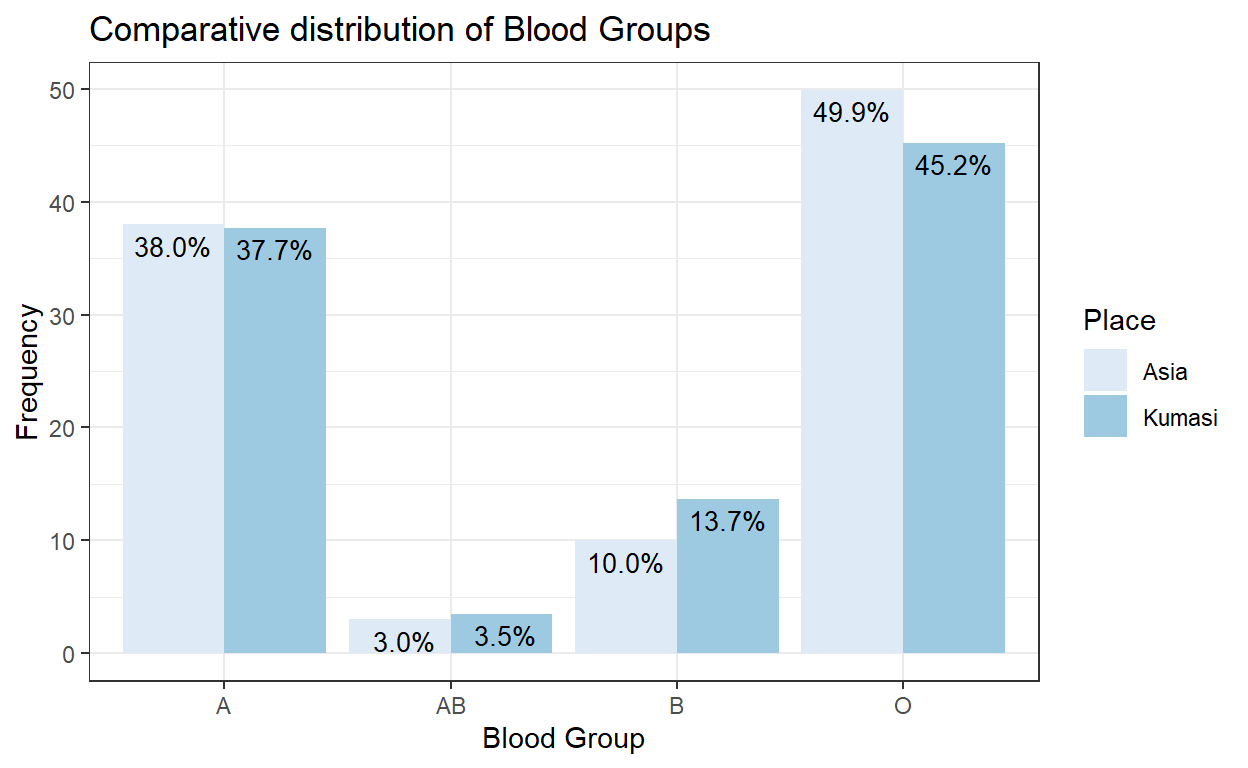 Comparative distribution of Blood Groups
50
40
30
20
10
0
Frequency
38.0%
37.7%
3.0%
3.5%
10.0%
13.7%
49.9%
45.2%
A
AB
B
O
Blood Group
Place
Asia
Kumasi